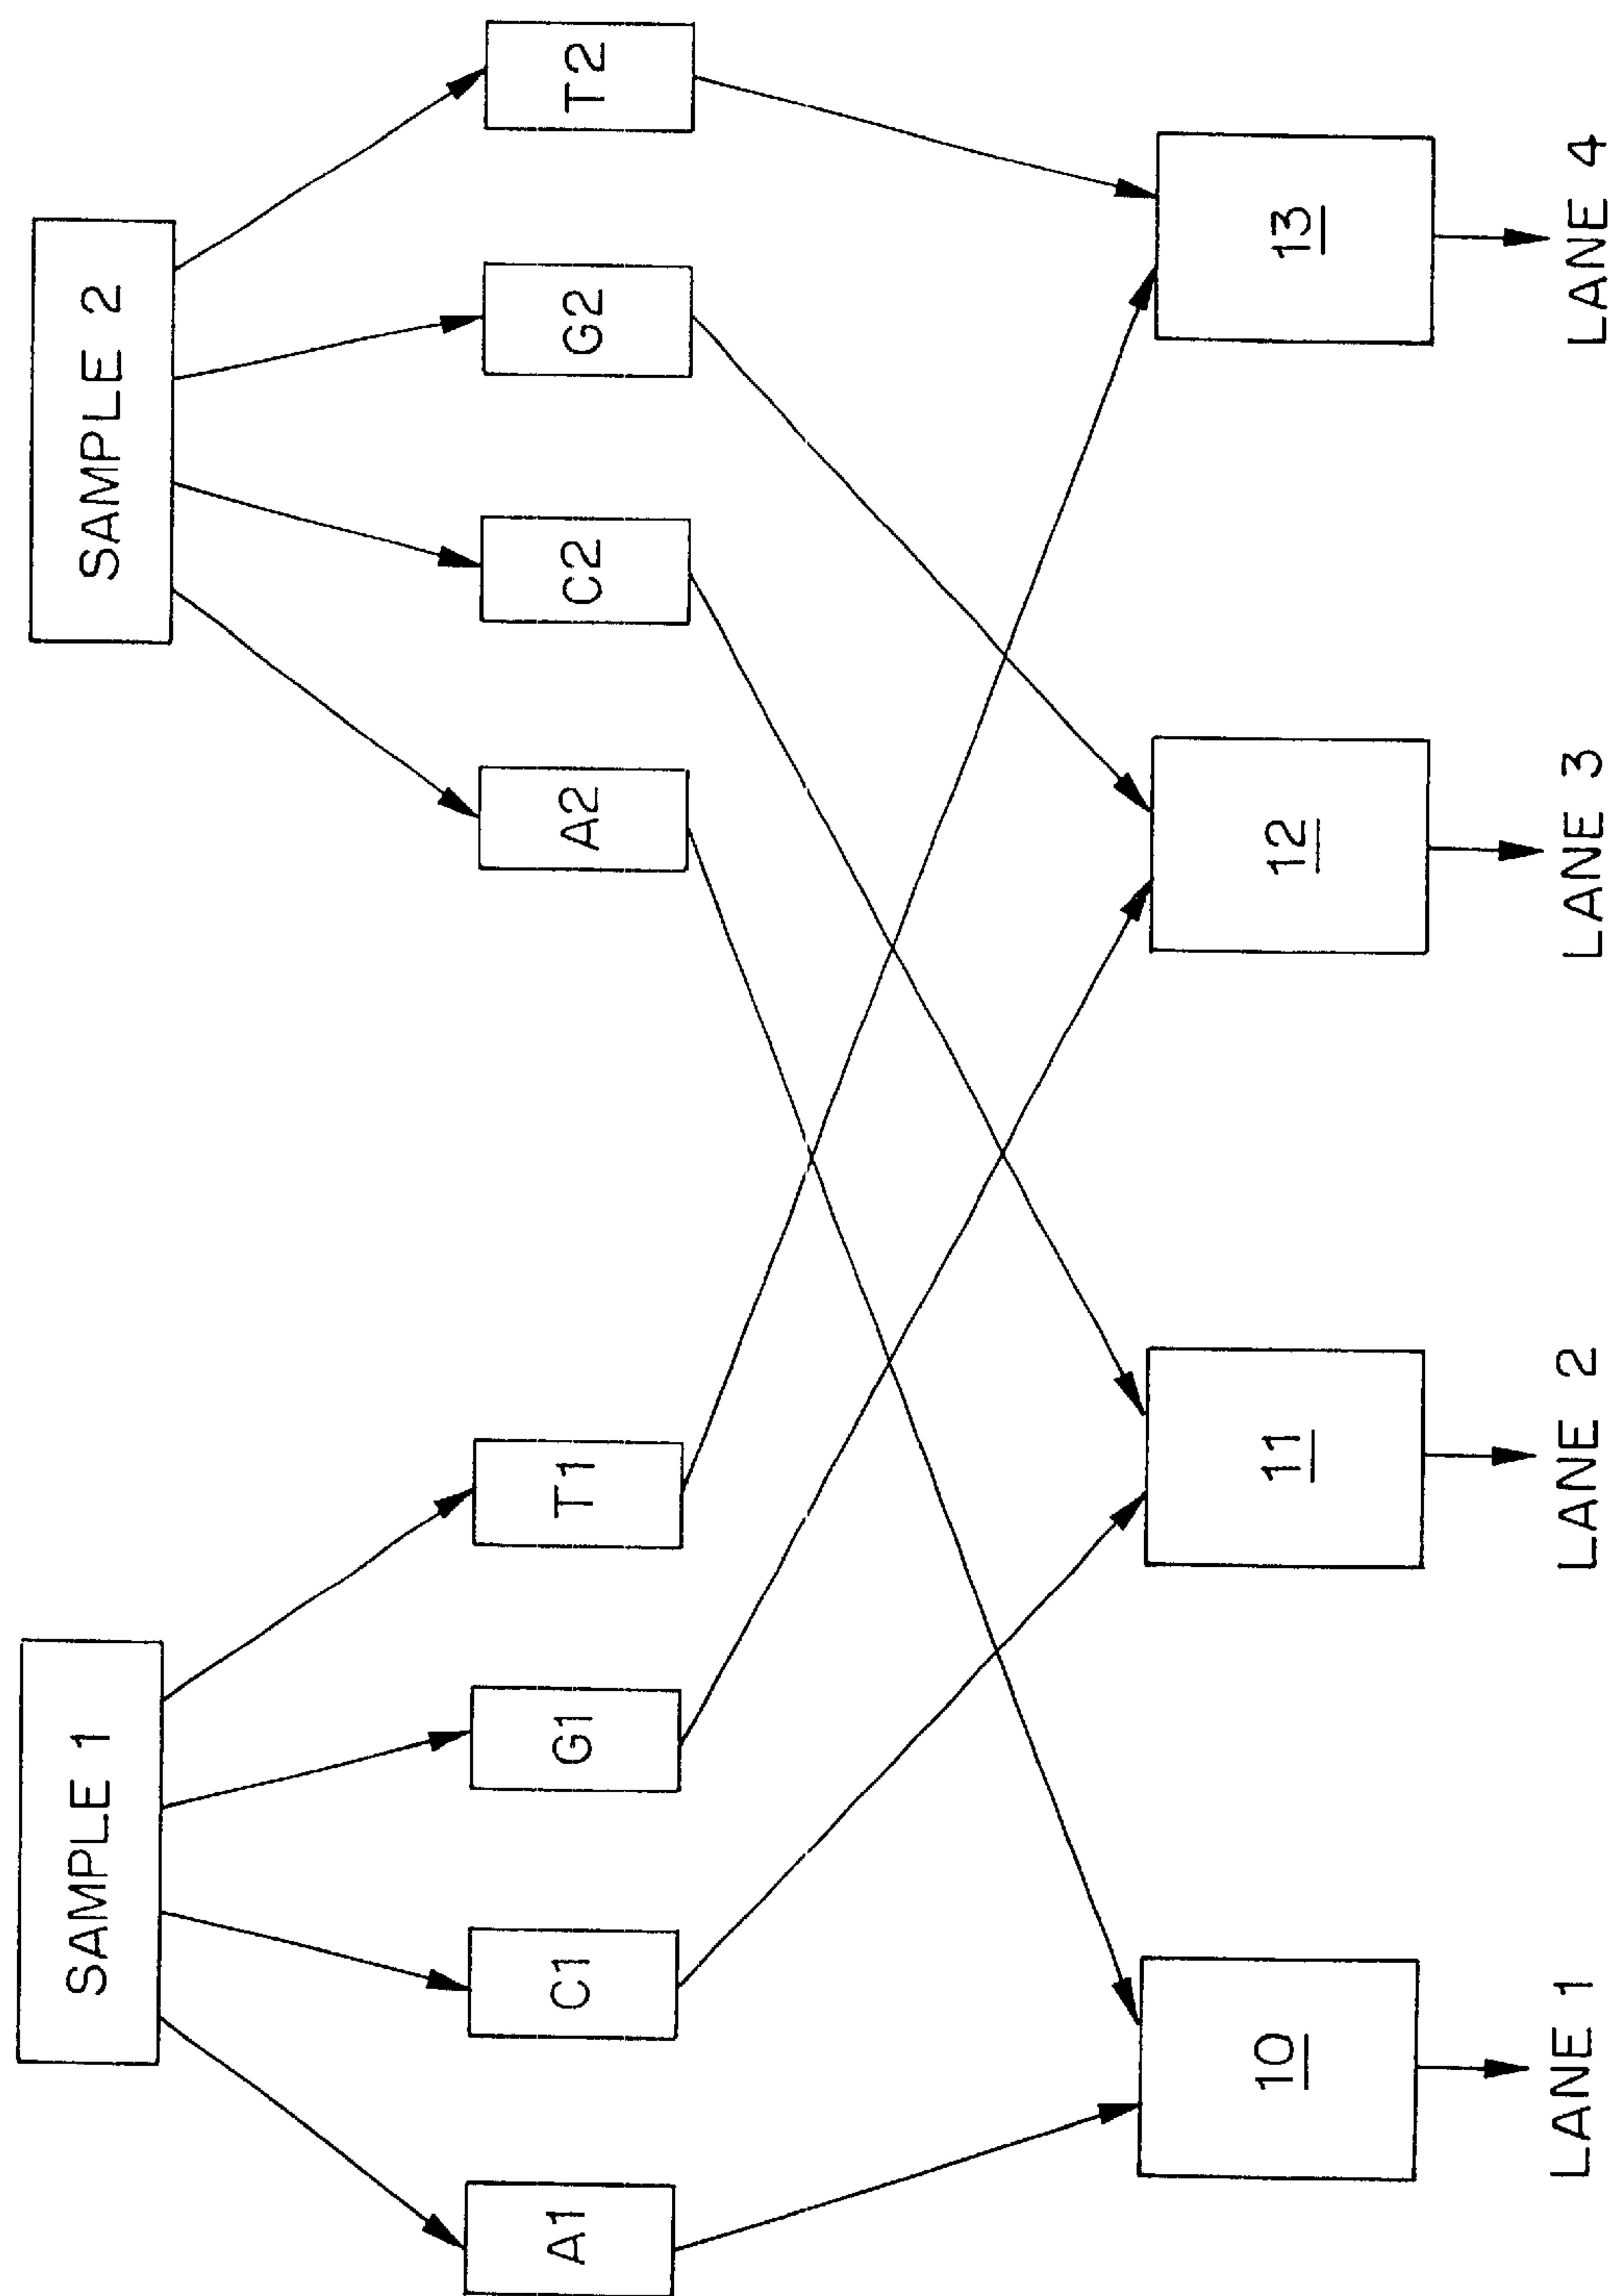 SAMPLE 1
SAMPLE 2
A1
C1
G1
T1
A2
C2
G2
T2
10
11
12
13
LANE 1
LANE 2
LANE 3
LANE 4